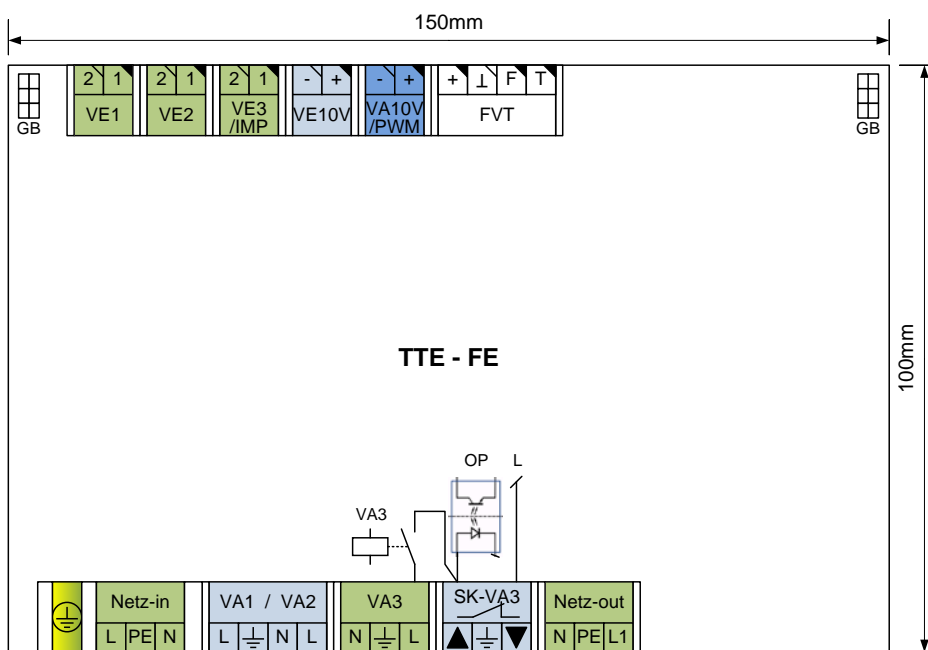 150mm
2 1 2 1 2 1 - + - + + ⊥ F T
VE1 VE2 VE3 /IMP VE10V VA10V /PWM FVT
GB GB
100mm
TTE - FE
OP L
VA3
Netz-in VA1 / VA2 VA3 SK-VA3 Netz-out
L PE N L N L N L N PE L1